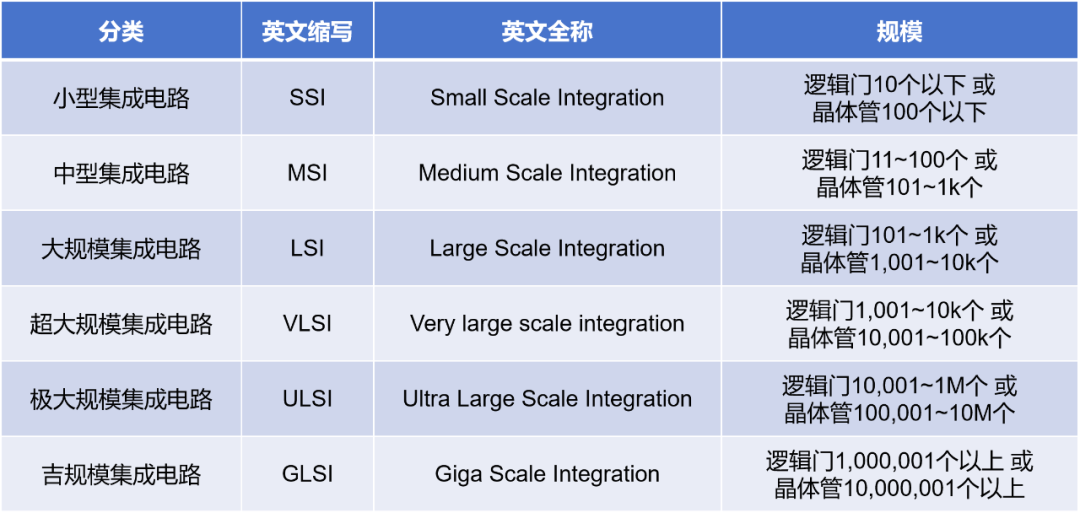 分类 英文缩写 英文全称 规模
小型集成电路 SSI Small Scale Integration 逻辑门10个以下 或
晶体管100个以下
中型集成电路 MSI Medium Scale Integration 逻辑门11~100个 或
晶体管101~1k个
大规模集成电路 LSI Large Scale Integration 逻辑门101~1k个 或
晶体管1,001~10k个
超大规模集成电路 VLSI Very large scale integration 逻辑门1,001~10k个 或
晶体管10,001~100k个
极大规模集成电路 ULSI Ultra Large Scale Integration 逻辑门10,001~1M个 或
晶体管100,001~10M个
吉规模集成电路 GLSI Giga Scale Integration 逻辑门1,000,001个以上 或
晶体管10,000,001个以上